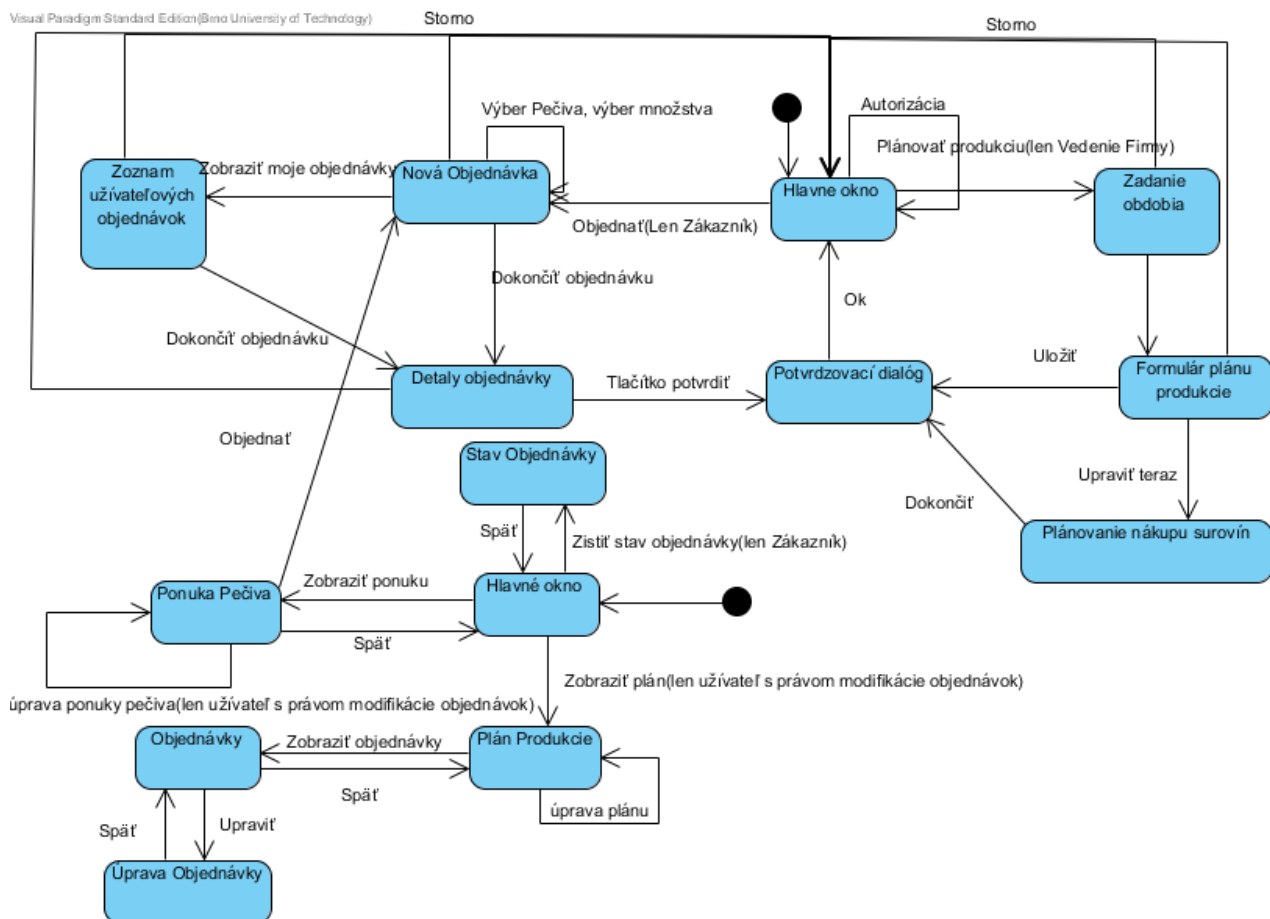 Visual Paradigm Standard Edition(Brno University of Technology)
Storno
Storno
Výber Pečiva, výber množstva
Autorizácia
Plánovať produkciu(len Vedenie Firmy)
Zoznam
užívateľových
objednávok
Zobraziť moje objednávky
Nová Objednávka
Hlavne okno
Zadanie
obdobia
Objednať(Len Zákazník)
Dokončiť objednávku
Ok
Dokončiť objednávku
Detaly objednávky
Tlačítko potvrdiť
Potvrdzovací dialóg
Uložiť
Formulár plánu
produkcie
Objednať
Stav Objednávky
Upraviť teraz
Dokončiť
Späť
Zistiť stav objednávky(len Zákazník)
Plánovanie nákupu surovín
Ponuka Pečiva
Zobraziť ponuku
Hlavné okno
Späť
Zobraziť plán(len užívateľ s právom modifikácie objednávok)
úprava ponuky pečiva(len užívateľ s právom modifikácie objednávok)
Objednávky
Zobraziť objednávky
Plán Produkcie
Späť
úprava plánu
Späť
Upraviť
Úprava Objednávky